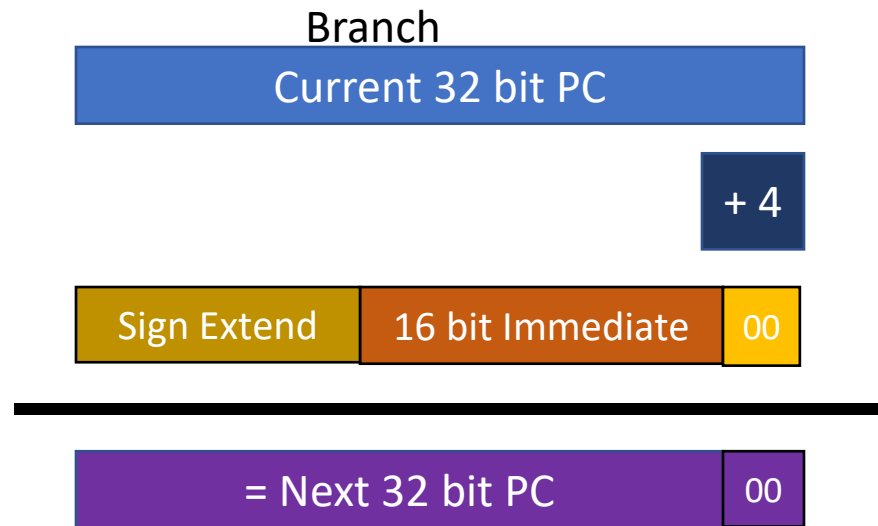 Branch
Current 32 bit PC
+ 4
Sign Extend 16 bit Immediate 00
= Next 32 bit PC 00